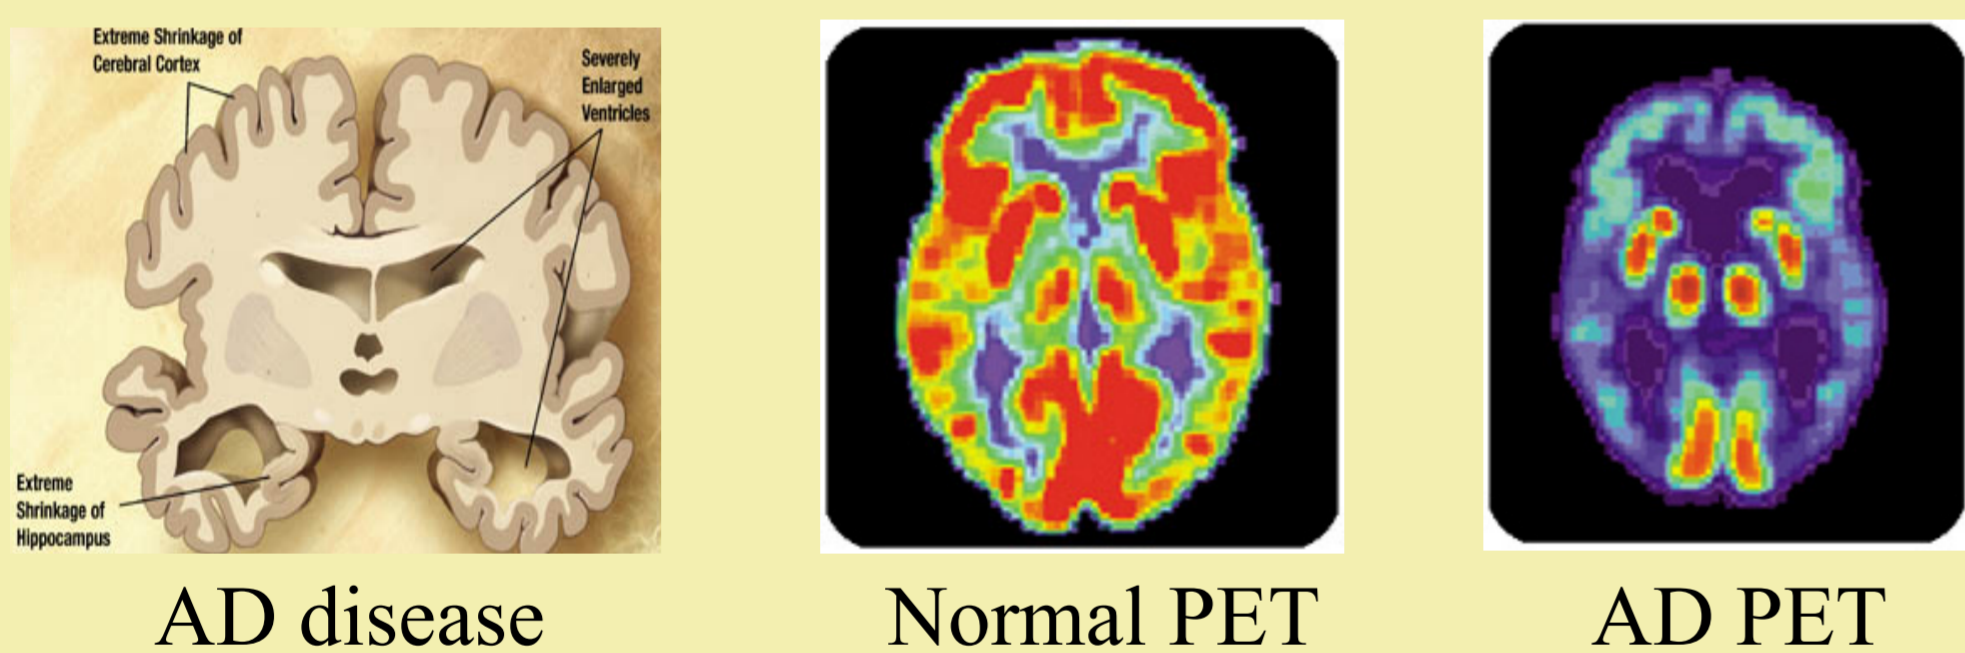 Extreme Shrinkage of
Cerebral Cortex
Severely
Enlarged
Ventricles
Extreme
Shrinkage of
Hippocampus
AD disease
Normal PET
AD PET